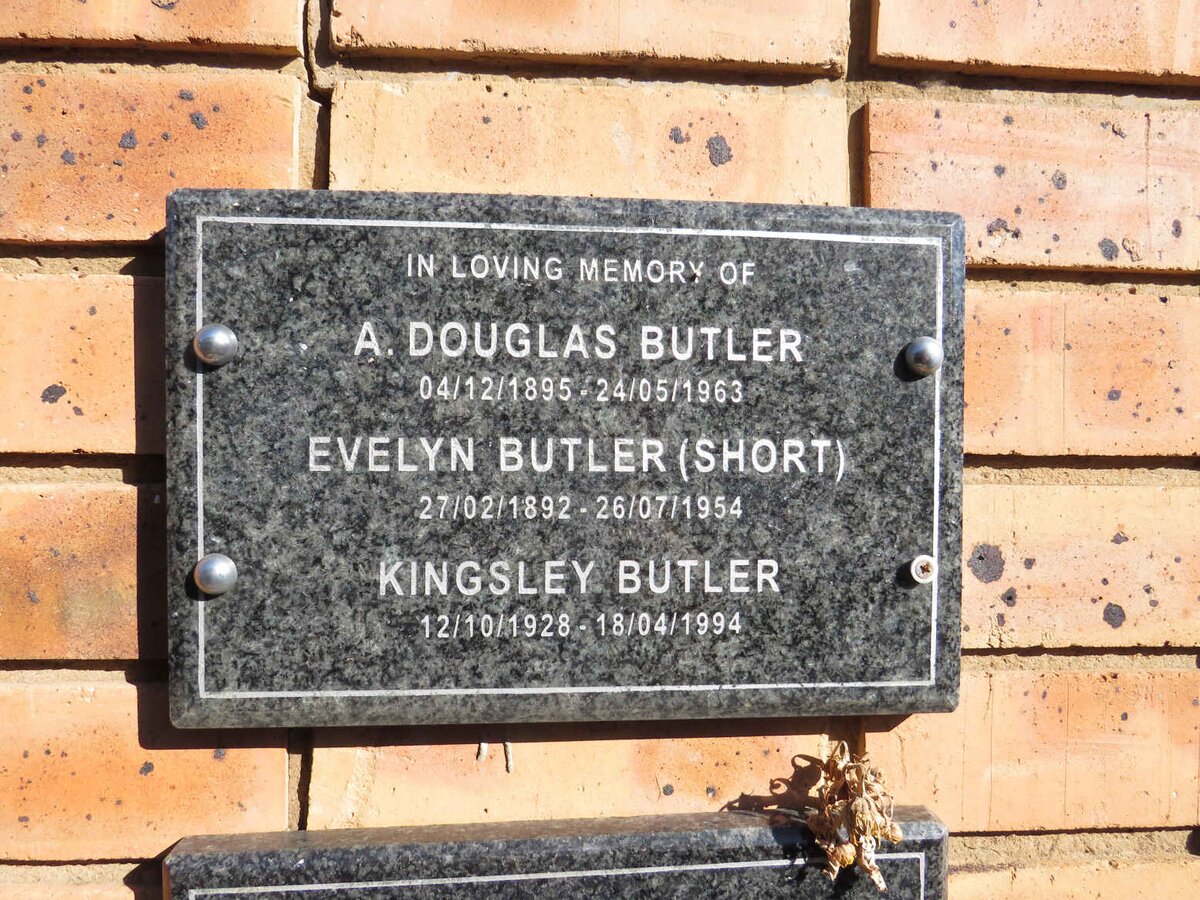 IN LOVING MEMORY OF
A. DOUGLAS BUTLER
04/12/1895 - 24/05/1963
EVELYN BUTLER (SHORT)
27/02/1892 - 26/07/1954
KINGSLEY BUTLER
12/10/1928 - 18/04/1994